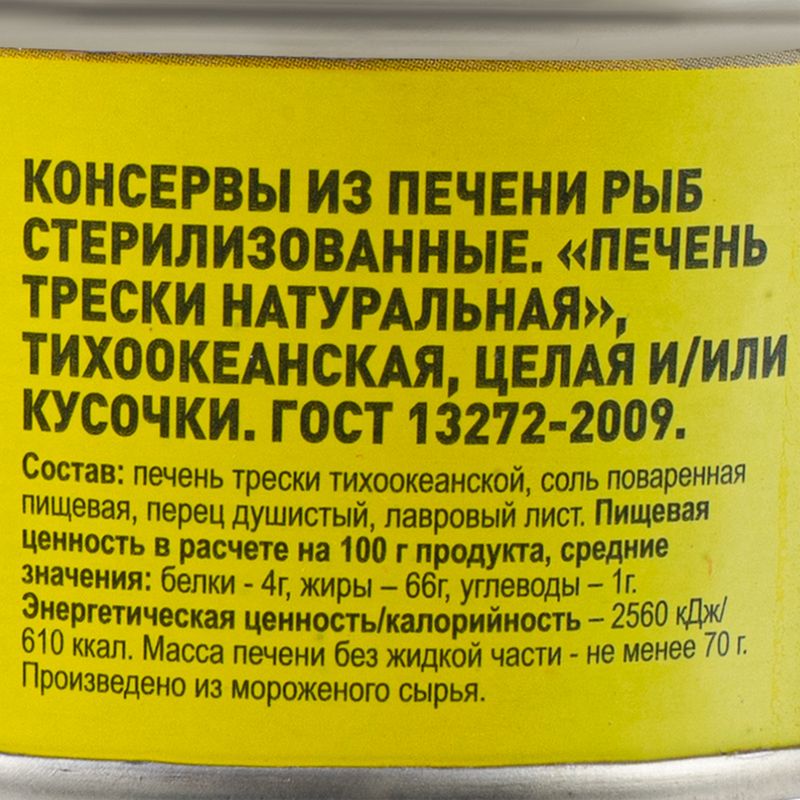 КОНСЕРВЫ ИЗ ПЕЧЕНИ РЫБ
СТЕРИЛИЗОВАННЫЕ. «ПЕЧЕНЬ
ТРЕСКИ НАТУРАЛЬНАЯ»,
ТИХООКЕАНСКАЯ, ЦЕЛАЯ И/ИЛИ
КУСОЧКИ. ГОСТ 13272-2009.
Состав: печень трески тихоокеанской, соль поваренная
пищевая, перец душистый, лавровый лист. Пищевая
ценность в расчете на 100 г продукта, средние
значения: белки - 4г, жиры – 66г, углеводы – 1г.
Энергетическая ценность/калорийность – 2560 кДж/
610 ккал. Масса печени без жидкой части - не менее 70 г.
Произведено из мороженого сырья.